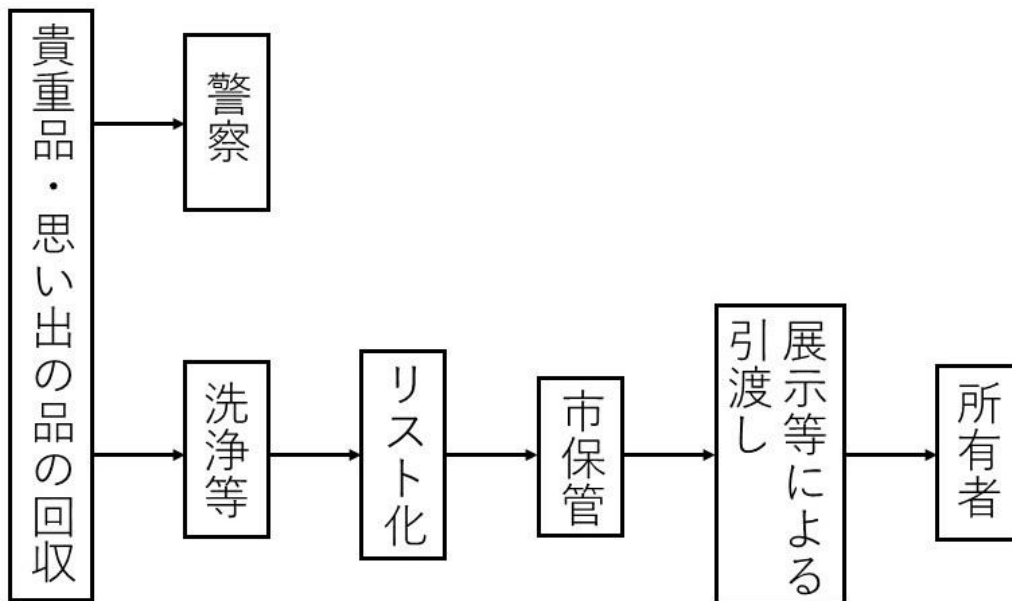 貴重品・思い出の品の回収
警察
洗浄等
リスト化
市保管
展示等による
引渡し
所有者